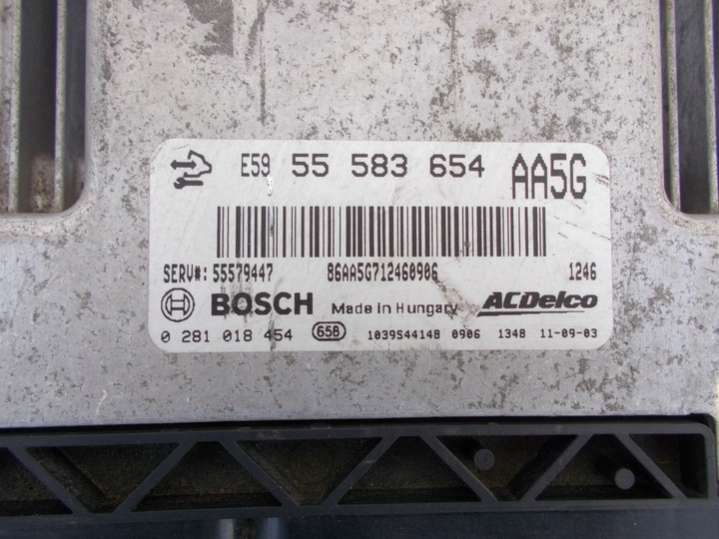 E59 55 583 654 AA5G
SERV#: 55579447 86AA5G712460906 1246
BOSCH Made in Hungary ACDelco
0 281 018 454 658 1039S44148 0906 1348 11-09-03